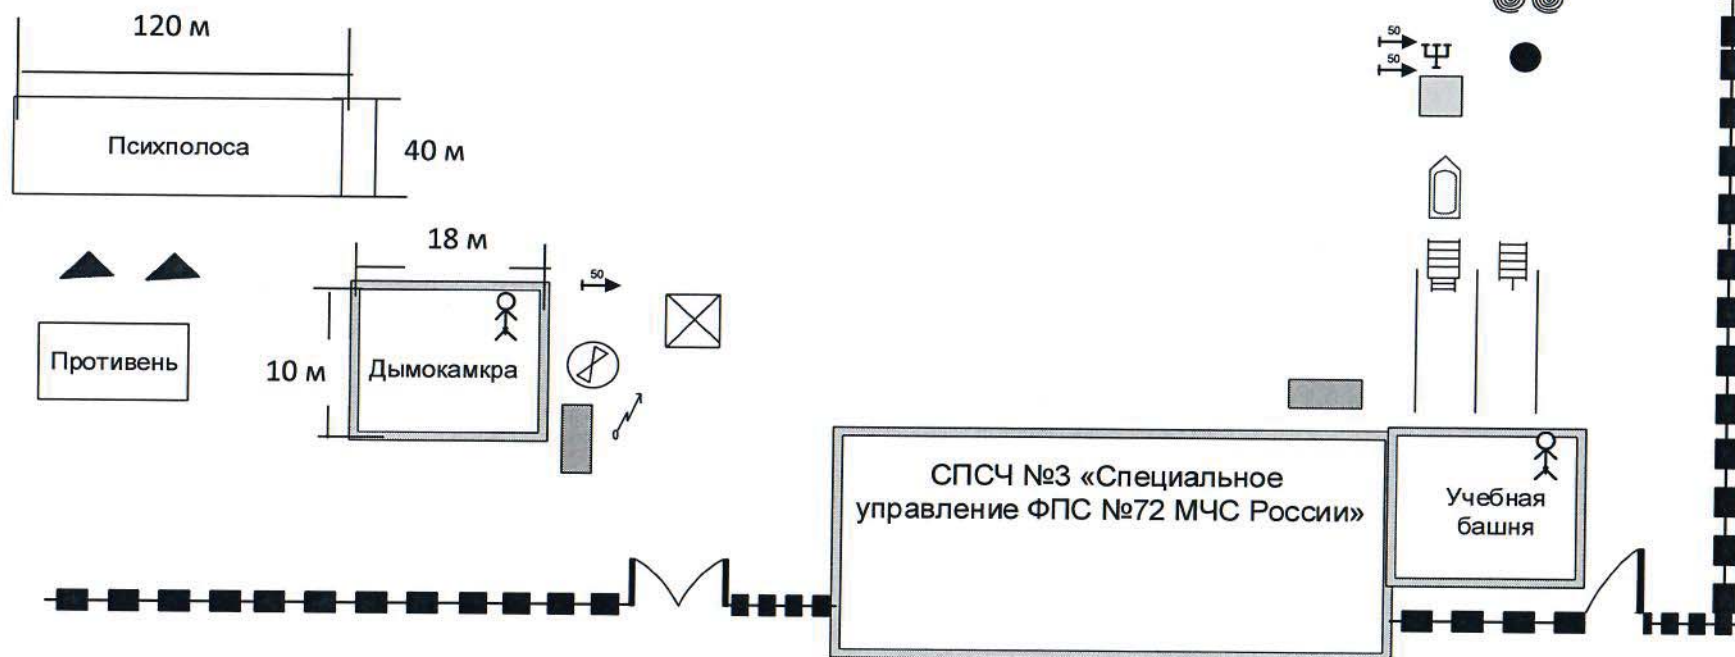 120 м
50
50
Психполоса
40 м
18 м
50
Противень
10 м
Дымокамкра
СПСЧ №3 «Специальное
управление ФПС №72 МЧС России»
Учебная
башня